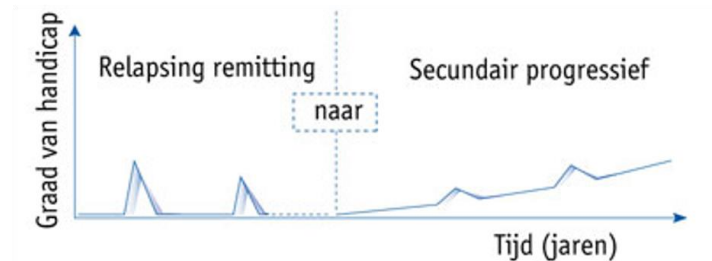 Graad van handicap
Relapsing remitting
naar
Secundair progressief
Tijd (jaren)